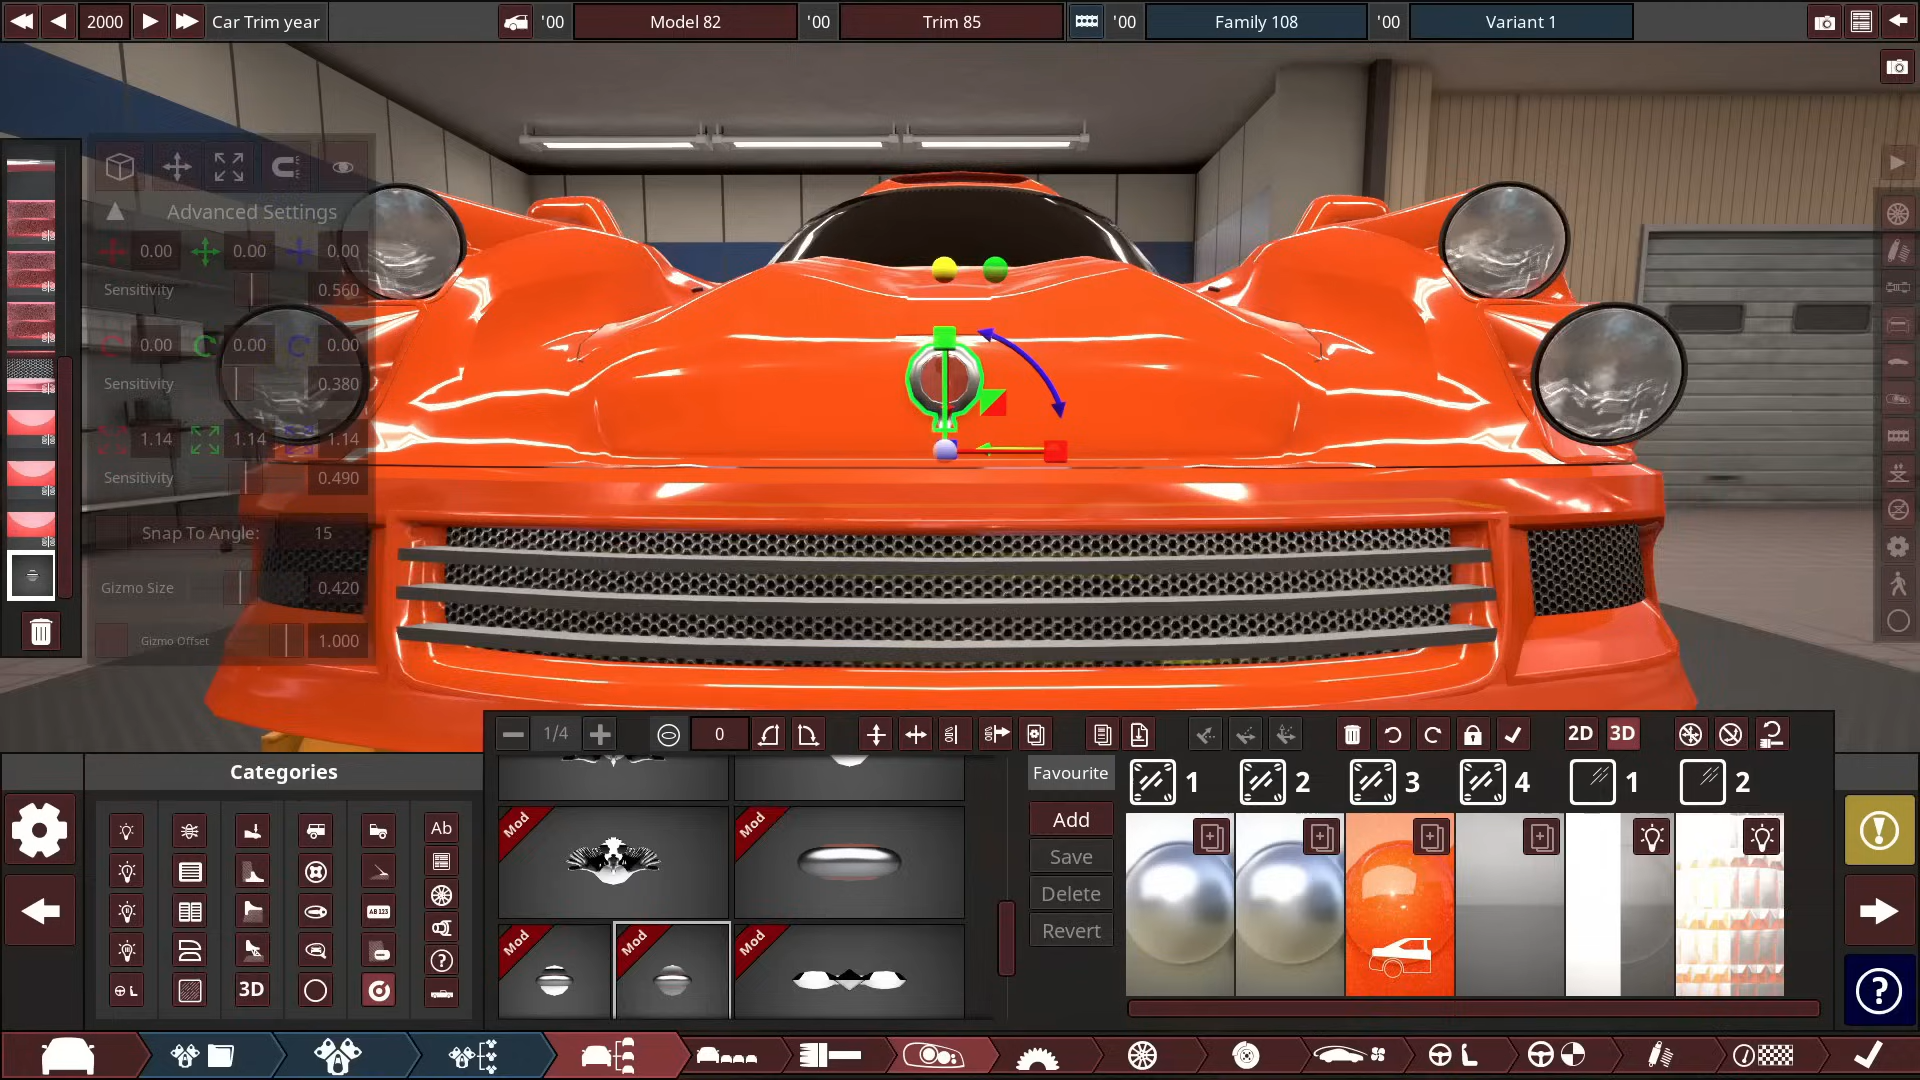 2000 Car Trim year '00 Model 82 '00 Trim 85 '00 Family 108 '00 Variant 1
Advanced Settings
0.00 0.00 0.00
Sensitivity 0.560
0.00 0.00 0.00
Sensitivity 0.380
1.14 1.14 1.14
Sensitivity 0.490
Snap To Angle: 15
Gizmo Size 0.420
Gizmo Offset 1.000
1/4 0 2D 3D
Categories
Ab
AB 123
3D
Mod Mod
Mod Mod Mod
Favourite
Add
Save
Delete
Revert
1 2 3 4 1 2